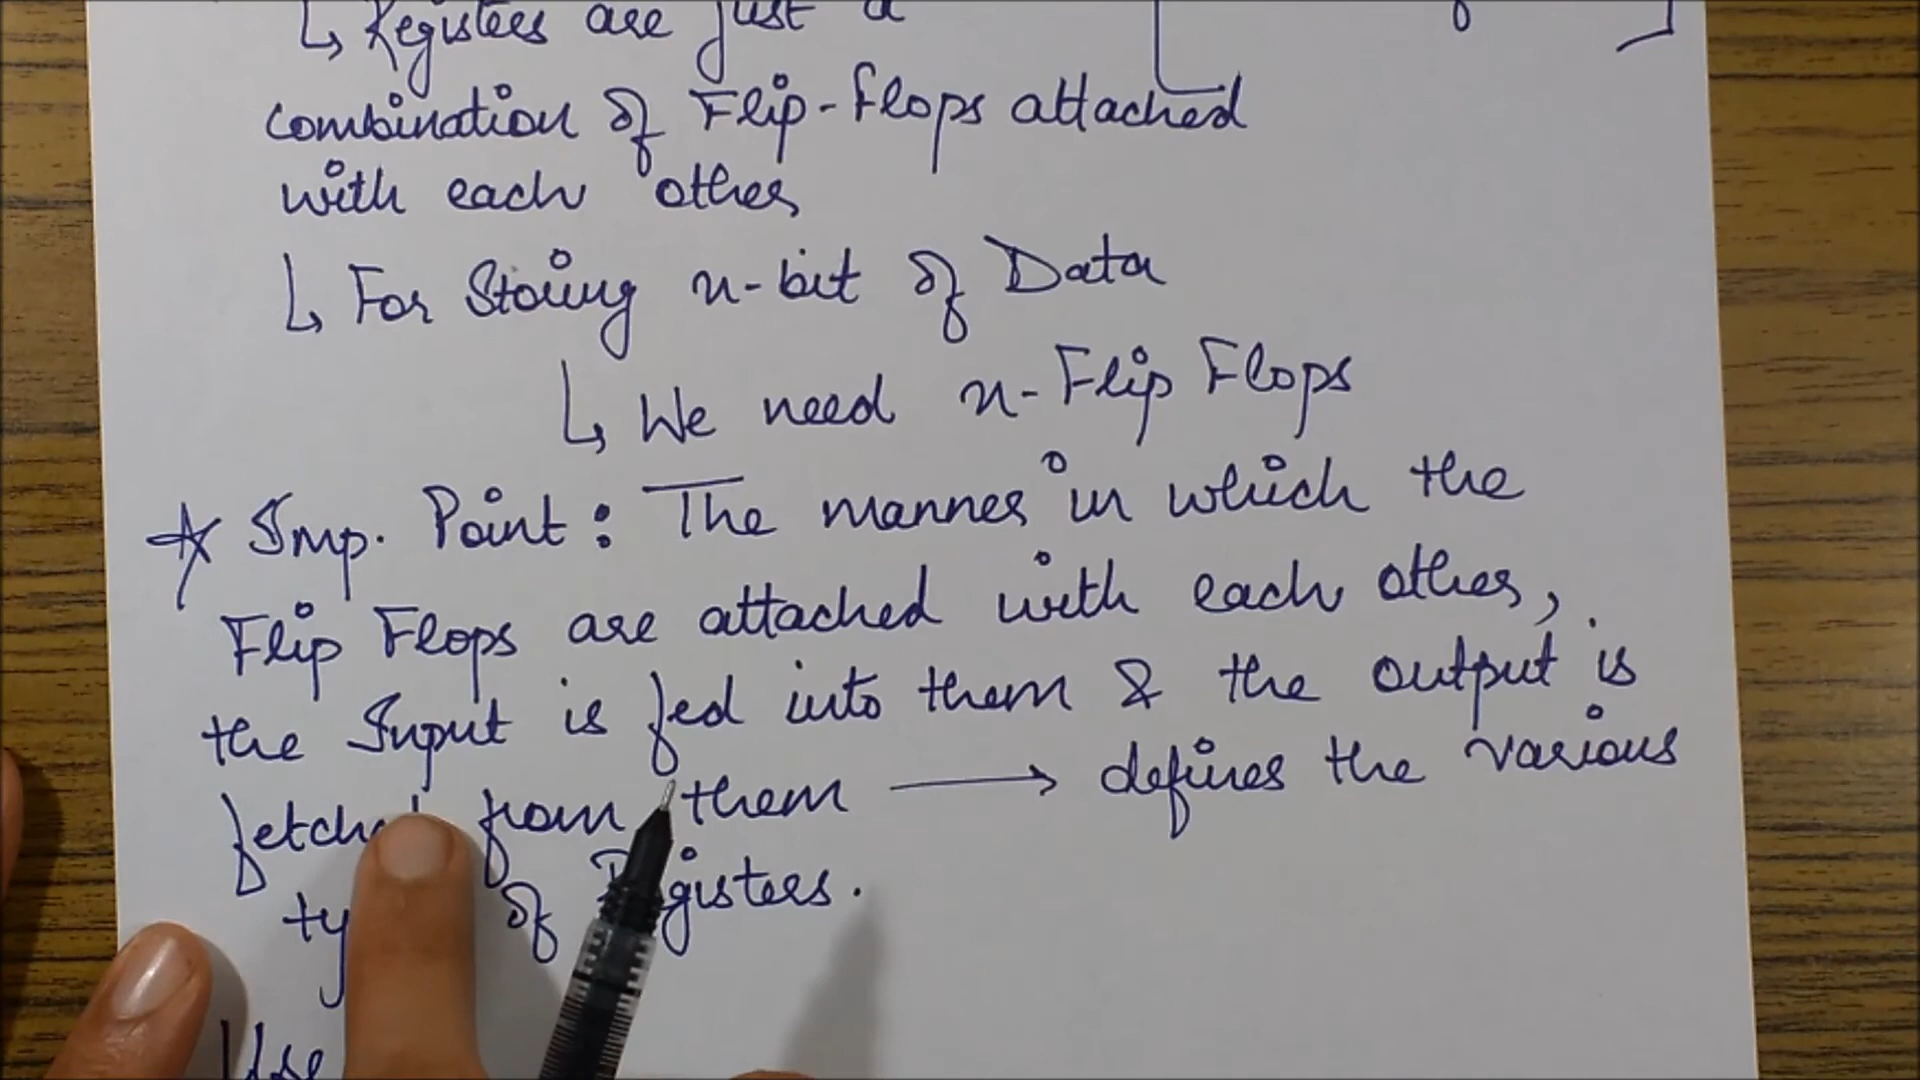 ↳ Registers are just a
combination of Flip-Flops attached
with each other
↳ For Storing n-bit of Data
↳ We need n-Flip Flops
☆ Imp. Point: The manner in which the
Flip Flops are attached with each other,
the Input is fed into them & the output is
from them → defines the various
of Registers.
Use